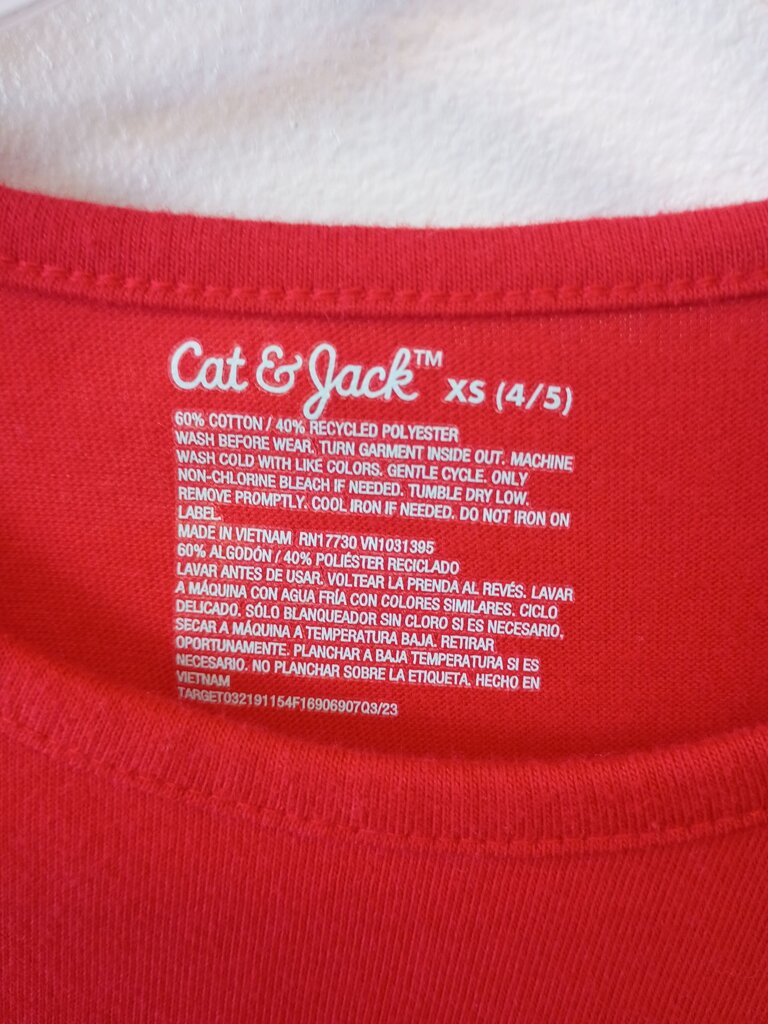 Cat & Jack™ XS (4/5)
60% COTTON / 40% RECYCLED POLYESTER
WASH BEFORE WEAR. TURN GARMENT INSIDE OUT. MACHINE
WASH COLD WITH LIKE COLORS. GENTLE CYCLE. ONLY
NON-CHLORINE BLEACH IF NEEDED. TUMBLE DRY LOW.
REMOVE PROMPTLY. COOL IRON IF NEEDED. DO NOT IRON ON
LABEL.
MADE IN VIETNAM RN17730 VN1031395
60% ALGODÓN / 40% POLIÉSTER RECICLADO
LAVAR ANTES DE USAR. VOLTEAR LA PRENDA AL REVÉS. LAVAR
A MÁQUINA CON AGUA FRÍA CON COLORES SIMILARES. CICLO
DELICADO. SÓLO BLANQUEADOR SIN CLORO SI ES NECESARIO.
SECAR A MÁQUINA A TEMPERATURA BAJA. RETIRAR
OPORTUNAMENTE. PLANCHAR A BAJA TEMPERATURA SI ES
NECESARIO. NO PLANCHAR SOBRE LA ETIQUETA. HECHO EN
VIETNAM
TARGET032191154F16906907Q3/23